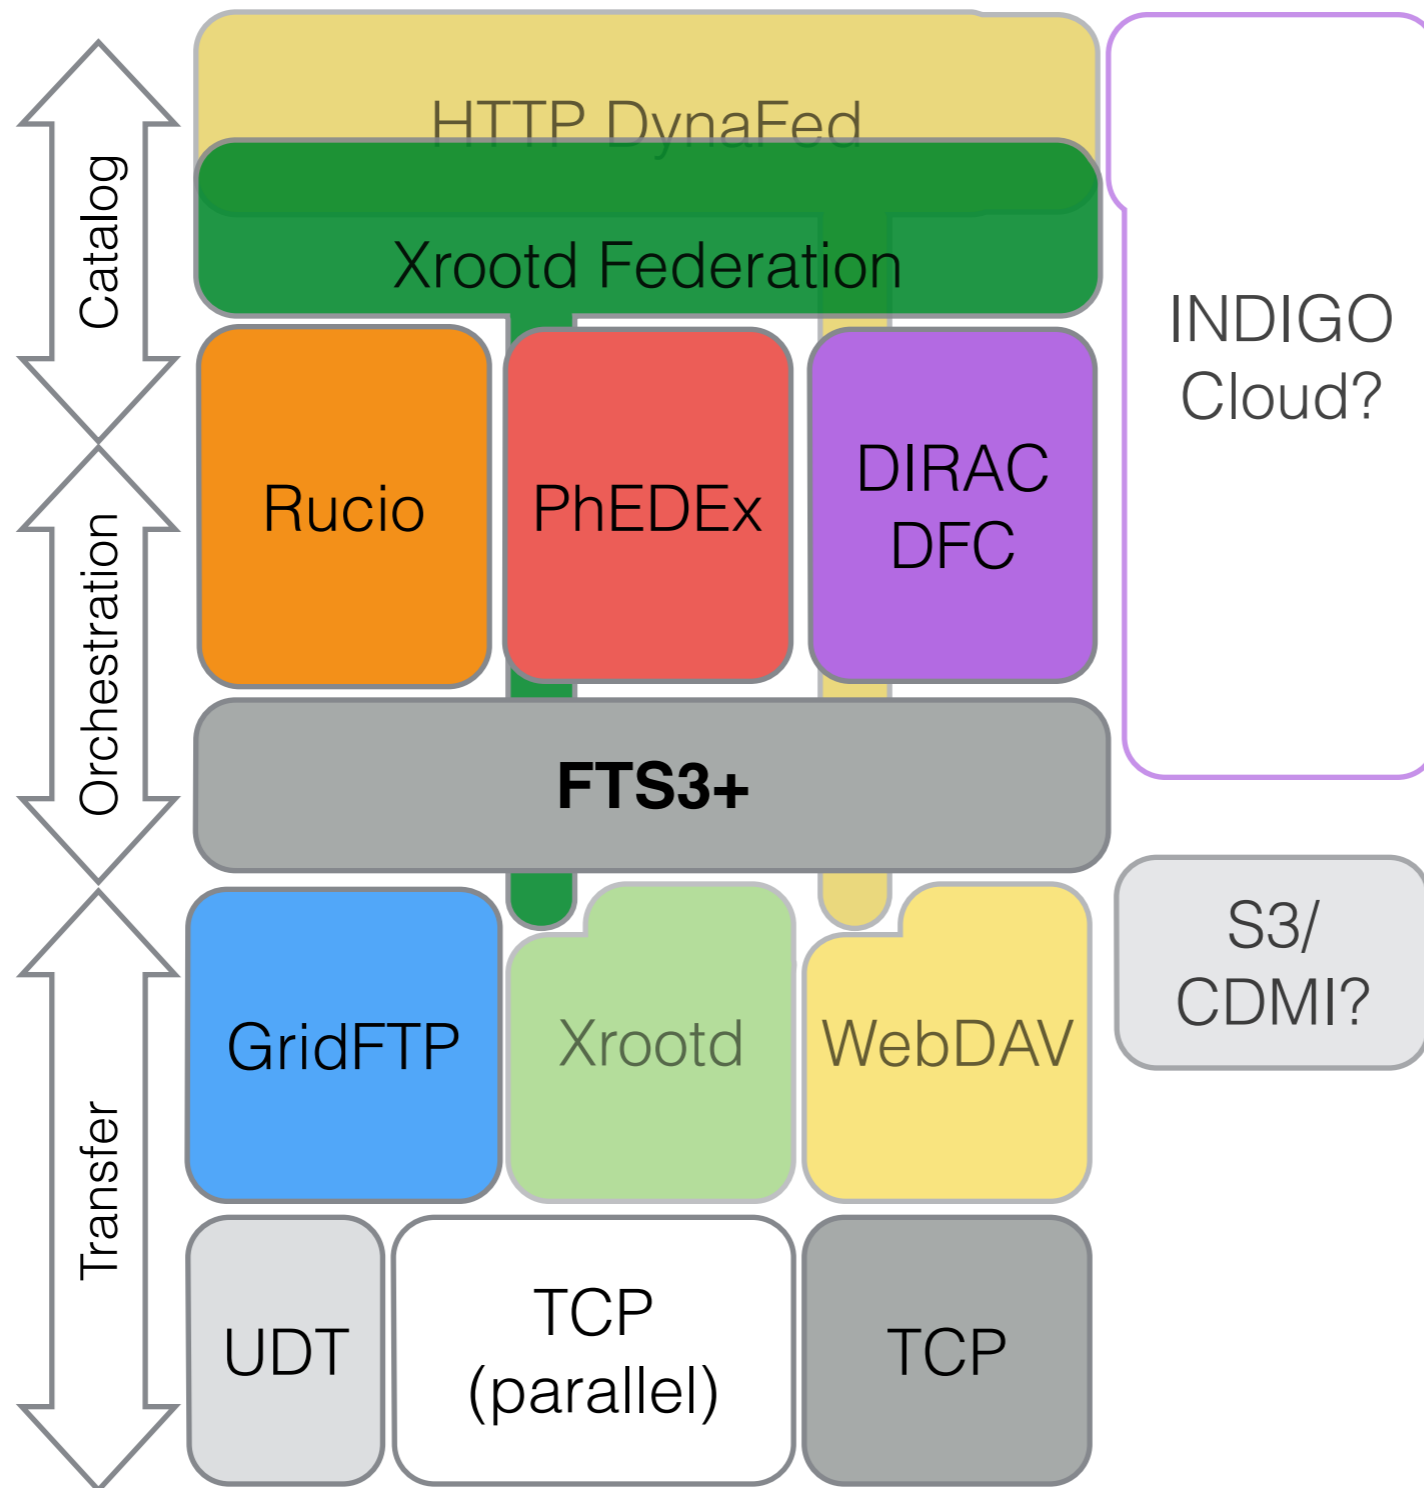 HTTP DynaFed
Catalog
Xrootd Federation
INDIGO
Cloud?
Rucio
PhEDEx
DIRAC
DFC
Orchestration
FTS3+
S3/
CDMI?
GridFTP
Xrootd
WebDAV
Transfer
UDT
TCP
(parallel)
TCP